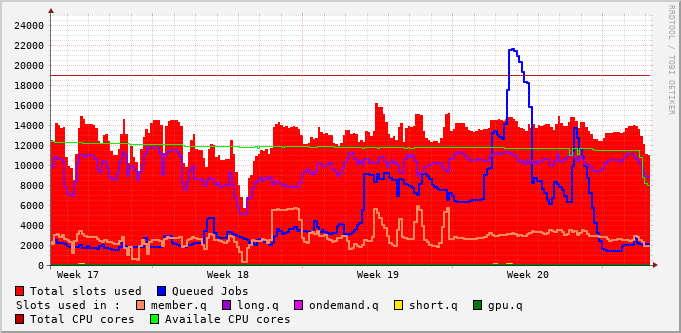 RRDTOOL / TOBI OETIKER
24000
22000
20000
18000
16000
14000
12000
10000
8000
6000
4000
2000
0
Week 17 Week 18 Week 19 Week 20
Total slots used Queued Jobs
Slots used in : member.q long.q ondemand.q short.q gpu.q
Total CPU cores Availale CPU cores